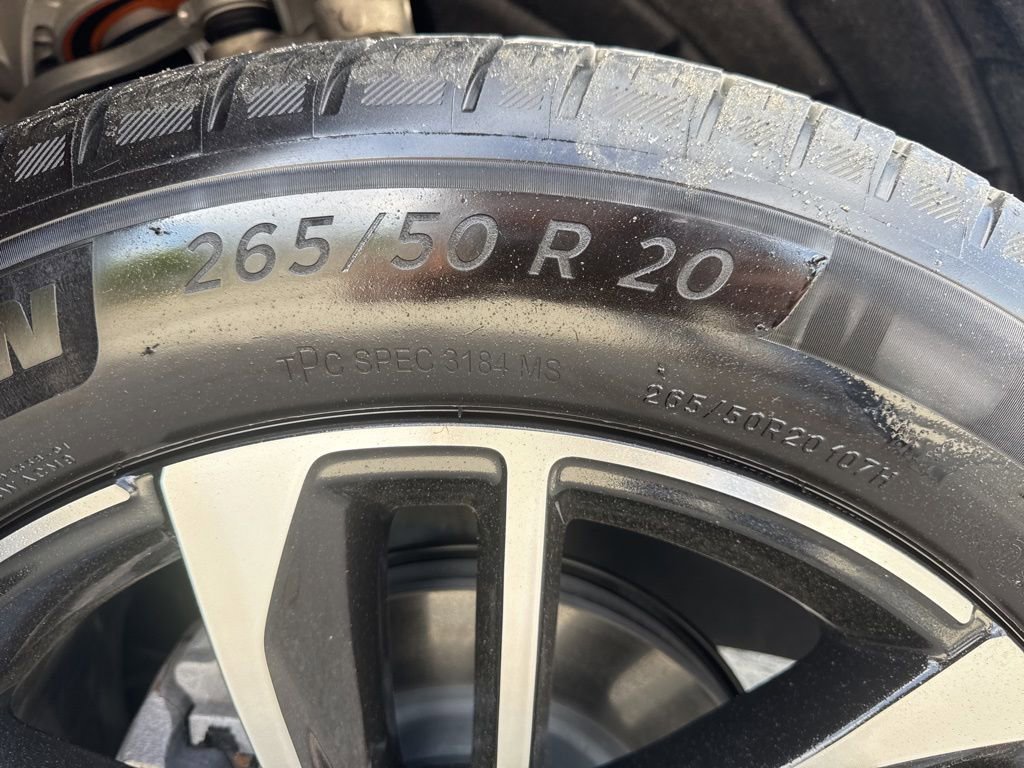 265/50 R 20
N
TPC SPEC 3184 MS
265/50R20 107H